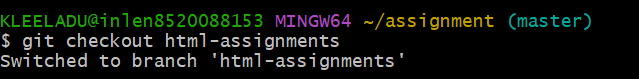 KLEELADU@inlen8520088153 MINGW64 ~/assignment (master)
$ git checkout html-assignments
Switched to branch 'html-assignments'